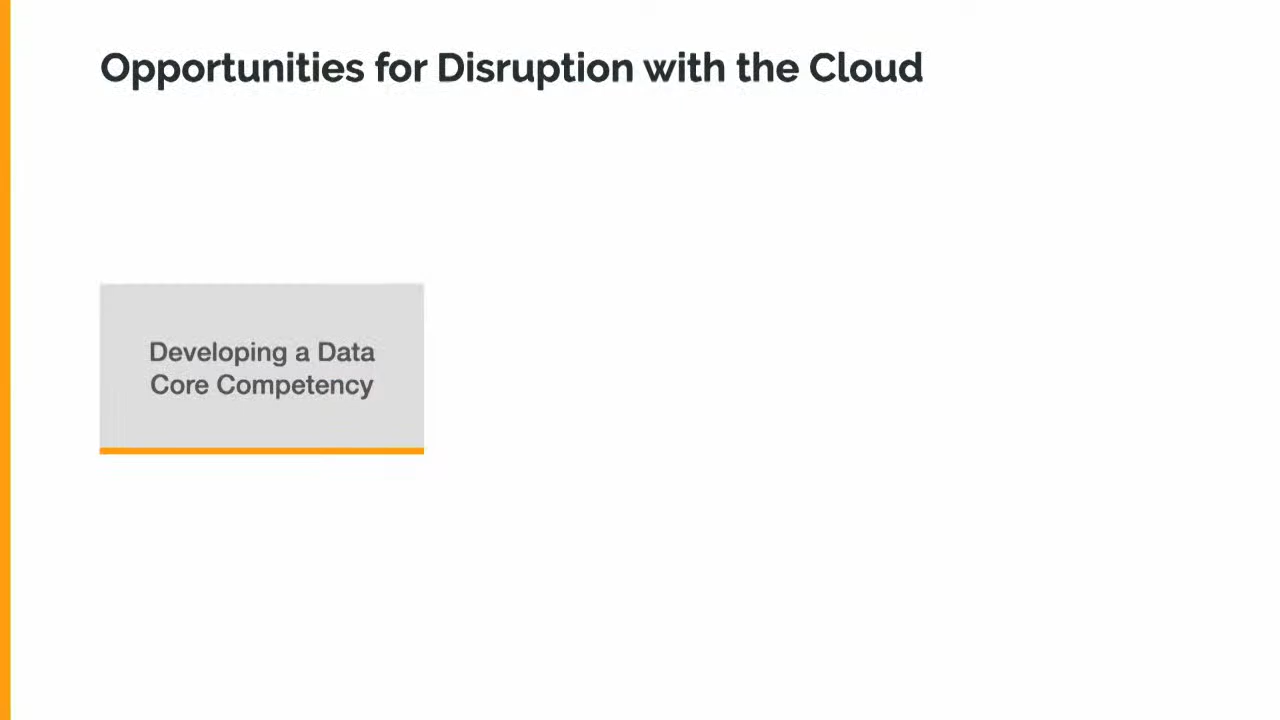 Opportunities for Disruption with the Cloud
Developing a Data
Core Competency